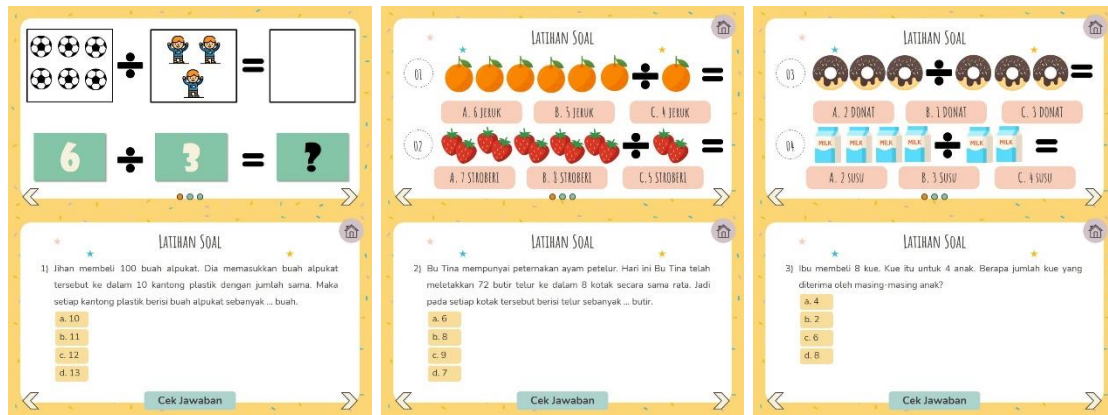 6 ÷ 3 = ?
LATIHAN SOAL
01
÷ =
A. 6 JERUK B. 5 JERUK C. 4 JERUK
02
÷ =
A. 7 STROBERI B. 8 STROBERI C. 5 STROBERI
LATIHAN SOAL
03
÷ =
A. 2 DONAT B. 1 DONAT C. 3 DONAT
04
MILK MILK MILK MILK ÷ MILK MILK =
A. 2 SUSU B. 3 SUSU C. 4 SUSU
LATIHAN SOAL
1) Jihan membeli 100 buah alpukat. Dia memasukkan buah alpukat
tersebut ke dalam 10 kantong plastik dengan jumlah sama. Maka
setiap kantong plastik berisi buah alpukat sebanyak ... buah.
a. 10
b. 11
c. 12
d. 13
Cek Jawaban
LATIHAN SOAL
2) Bu Tina mempunyai peternakan ayam petelur. Hari ini Bu Tina telah
meletakkan 72 butir telur ke dalam 8 kotak secara sama rata. Jadi
pada setiap kotak tersebut berisi telur sebanyak ... butir.
a. 6
b. 8
c. 9
d. 7
Cek Jawaban
LATIHAN SOAL
3) Ibu membeli 8 kue. Kue itu untuk 4 anak. Berapa jumlah kue yang
diterima oleh masing-masing anak?
a. 4
b. 2
c. 6
d. 8
Cek Jawaban